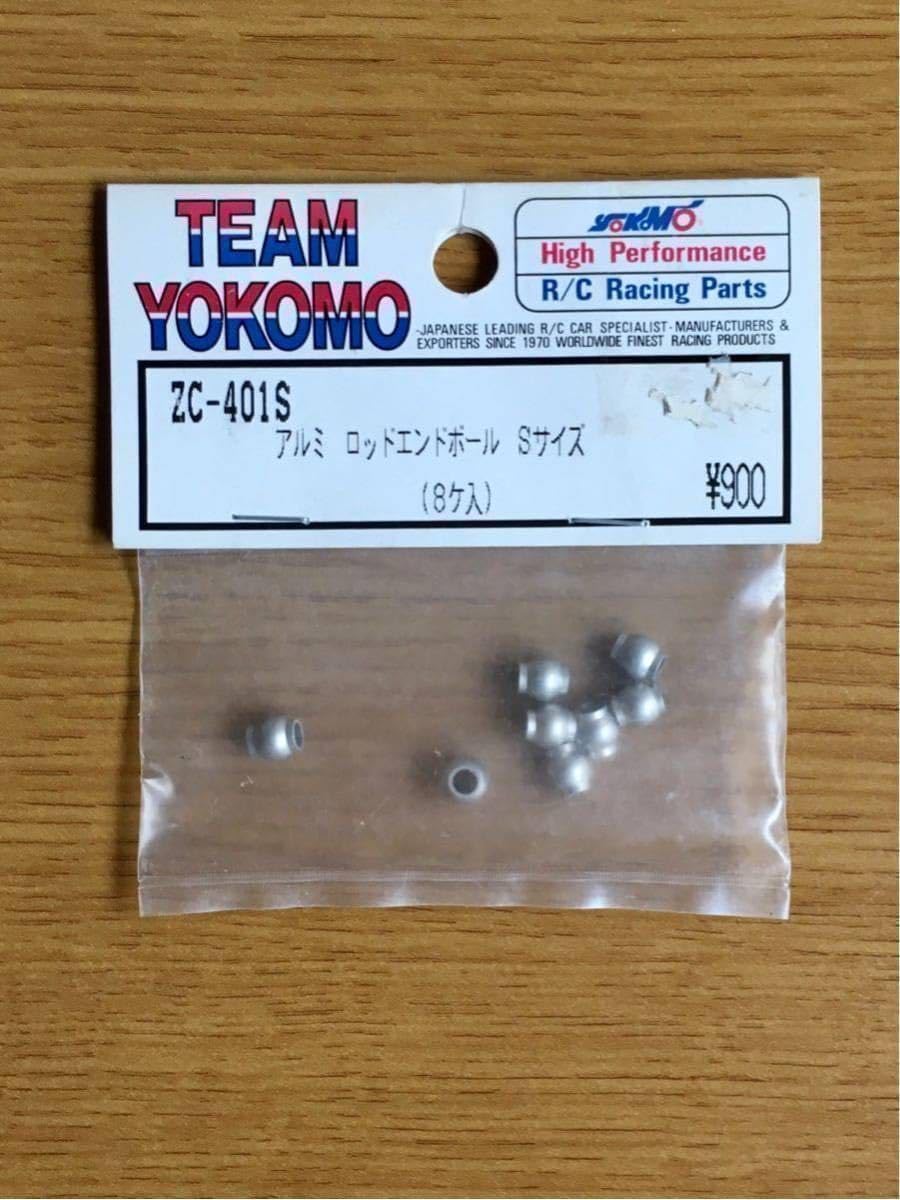 TEAM
YOKOMO
YOKOMO
High Performance
R/C Racing Parts
-JAPANESE LEADING R/C CAR SPECIALIST-MANUFACTURERS &
EXPORTERS SINCE 1970 WORLDWIDE FINEST RACING PRODUCTS
ZC-401S
アルミ ロッドエンドボール Sサイズ
(8ケ入)
¥900